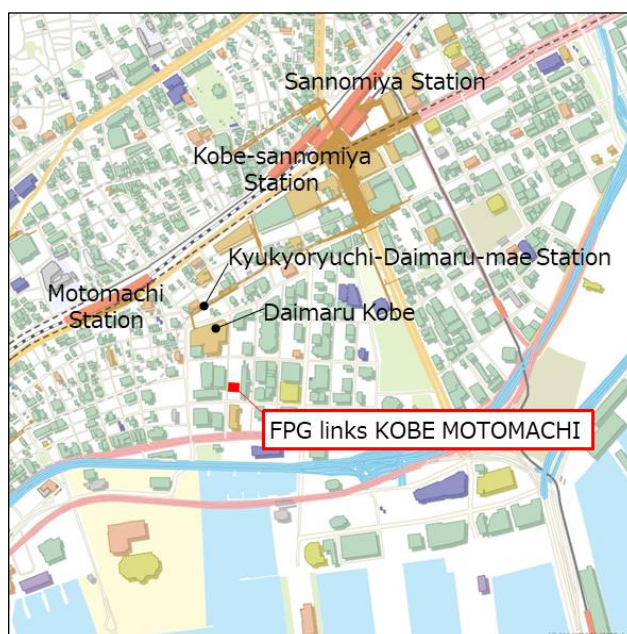 Sannomiya Station
Kobe-sannomiya
Station
Kyukyoryuchi-Daimaru-mae Station
Motomachi
Station
Daimaru Kobe
FPG links KOBE MOTOMACHI